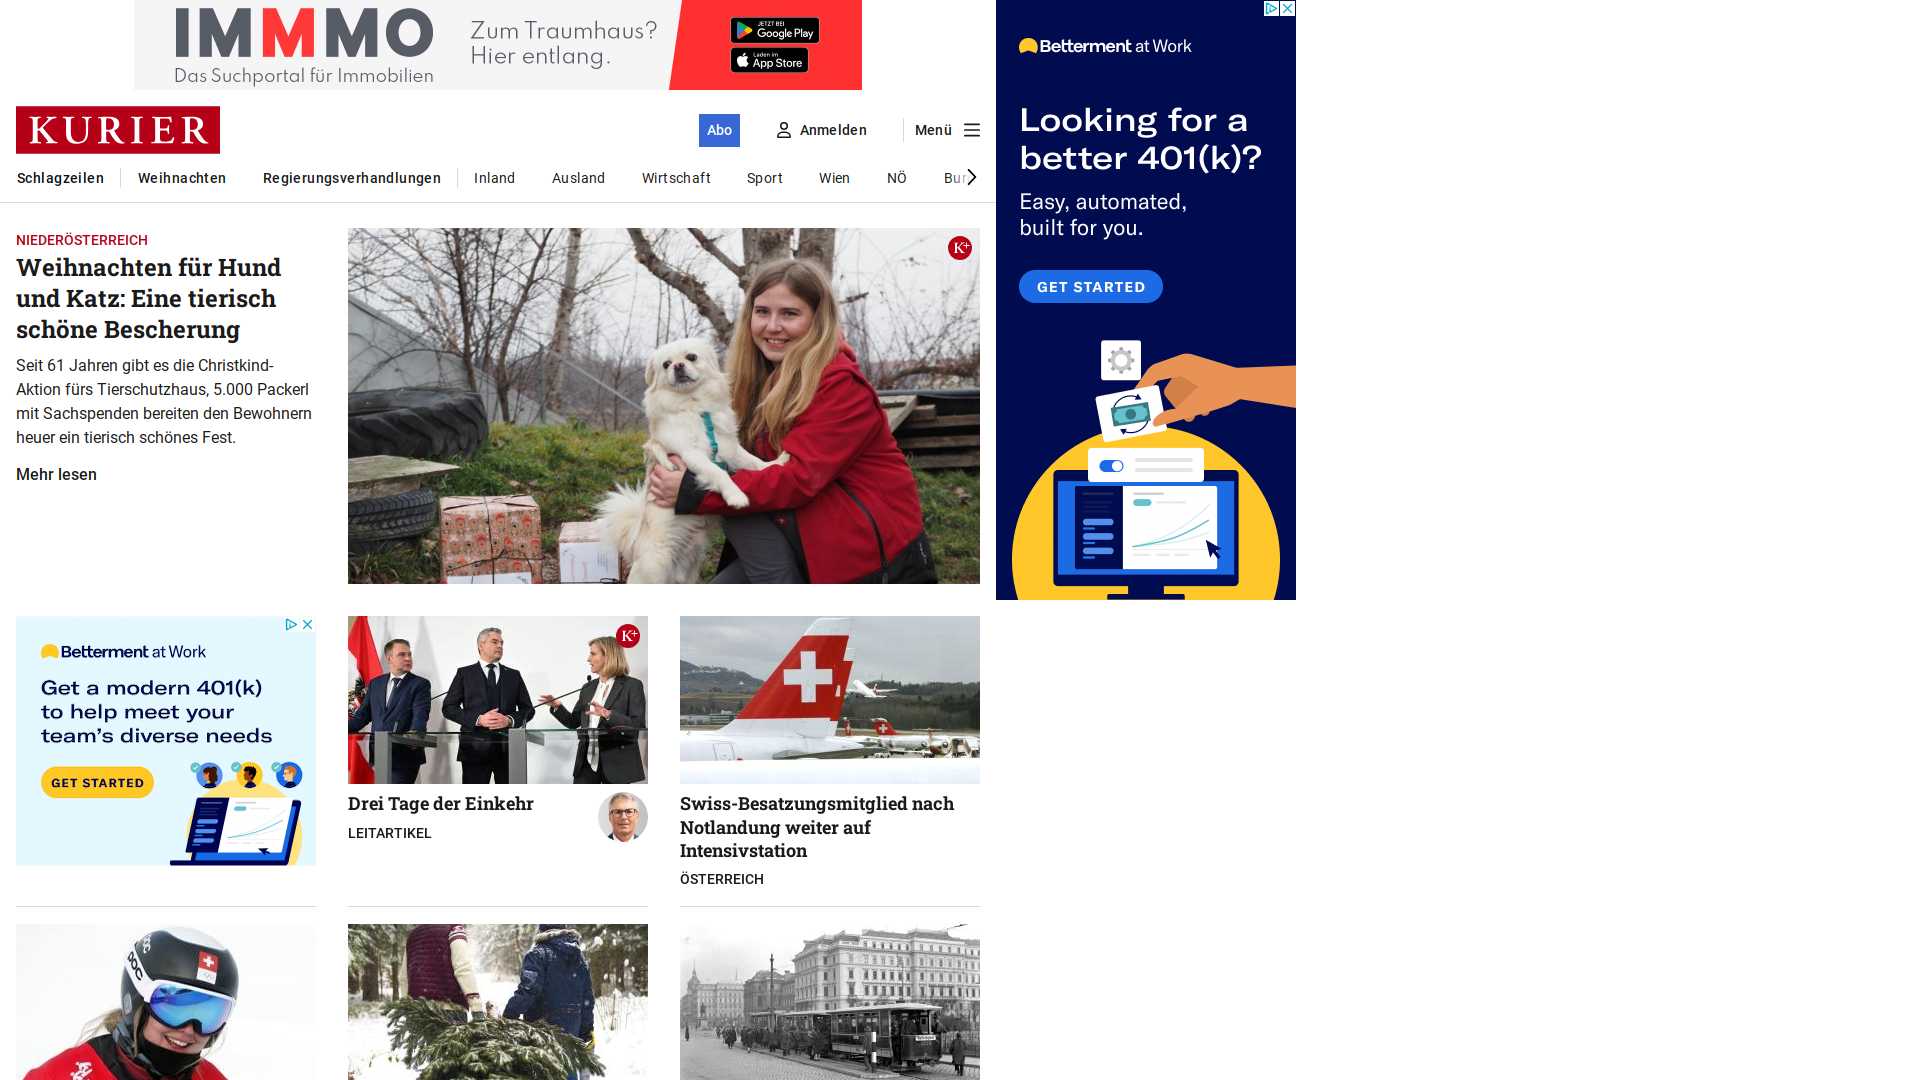 IMMMO
Das Suchportal für Immobilien
Zum Traumhaus?
Hier entlang.
JETZT BEI
Google Play
Laden im
App Store
KURIER
Abo
Anmelden
Menü
Schlagzeilen
Weihnachten
Regierungsverhandlungen
Inland
Ausland
Wirtschaft
Sport
Wien
NÖ
Bur
NIEDERÖSTERREICH
Weihnachten für Hund
und Katz: Eine tierisch
schöne Bescherung
Seit 61 Jahren gibt es die Christkind-
Aktion fürs Tierschutzhaus, 5.000 Packerl
mit Sachspenden bereiten den Bewohnern
heuer ein tierisch schönes Fest.
Mehr lesen
K+
Betterment at Work
Looking for a
better 401(k)?
Easy, automated,
built for you.
GET STARTED
Betterment at Work
Get a modern 401(k)
to help meet your
team's diverse needs
GET STARTED
K+
Drei Tage der Einkehr
LEITARTIKEL
Swiss-Besatzungsmitglied nach
Notlandung weiter auf
Intensivstation
ÖSTERREICH
POC